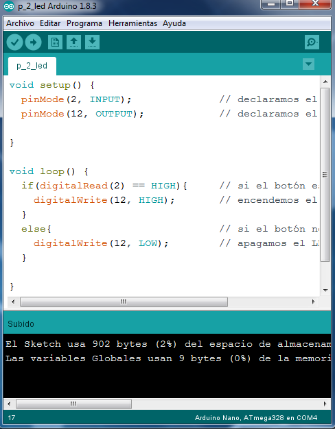 p_2_led Arduino 1.8.3
Archivo Editar Programa Herramientas Ayuda
p_2_led
void setup() {
pinMode(2, INPUT); // declaramos el
pinMode(12, OUTPUT); // declaramos el
}
void loop() {
if(digitalRead(2) == HIGH){ // si el botón e
digitalWrite(12, HIGH); // encendemos el
}
else{ // si el botón n
digitalWrite(12, LOW); // apagamos el L
}
}
Subido
El Sketch usa 902 bytes (2%) del espacio de almacenam
Las variables Globales usan 9 bytes (0%) de la memori
17 Arduino Nano, ATmega328 en COM4